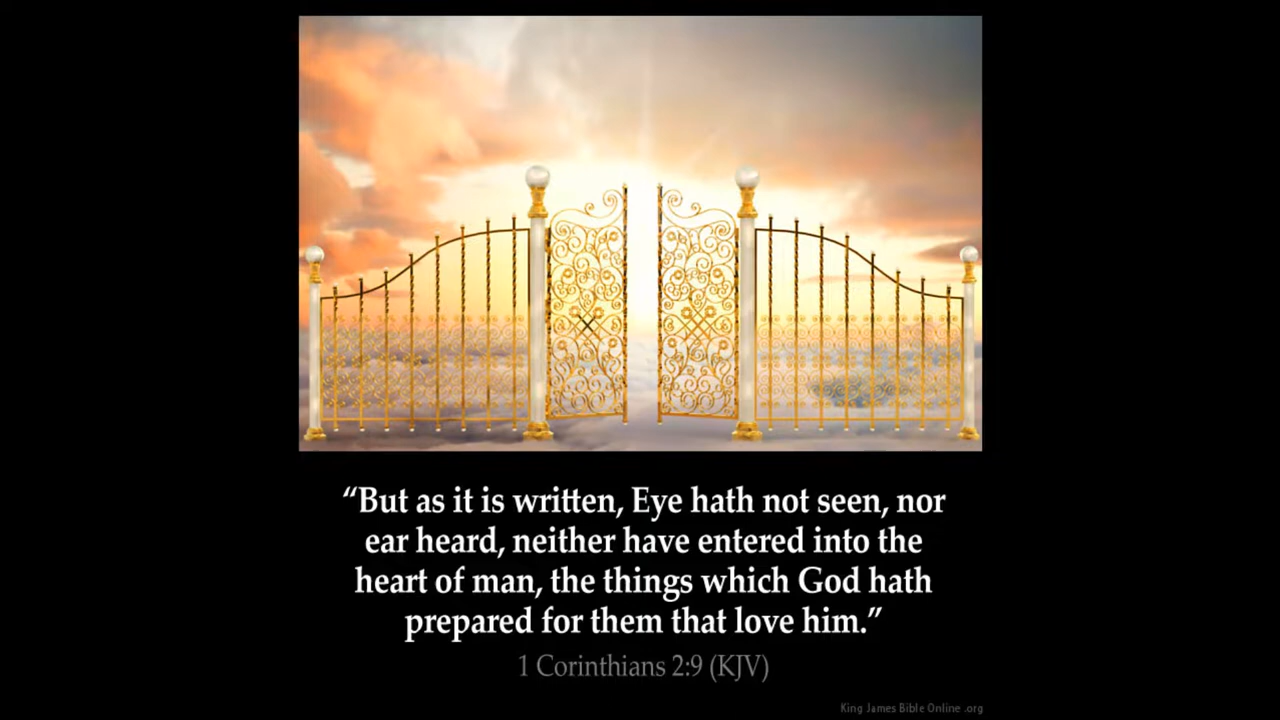 “But as it is written, Eye hath not seen, nor
ear heard, neither have entered into the
heart of man, the things which God hath
prepared for them that love him.”
1 Corinthians 2:9 (KJV)
King James Bible Online .org